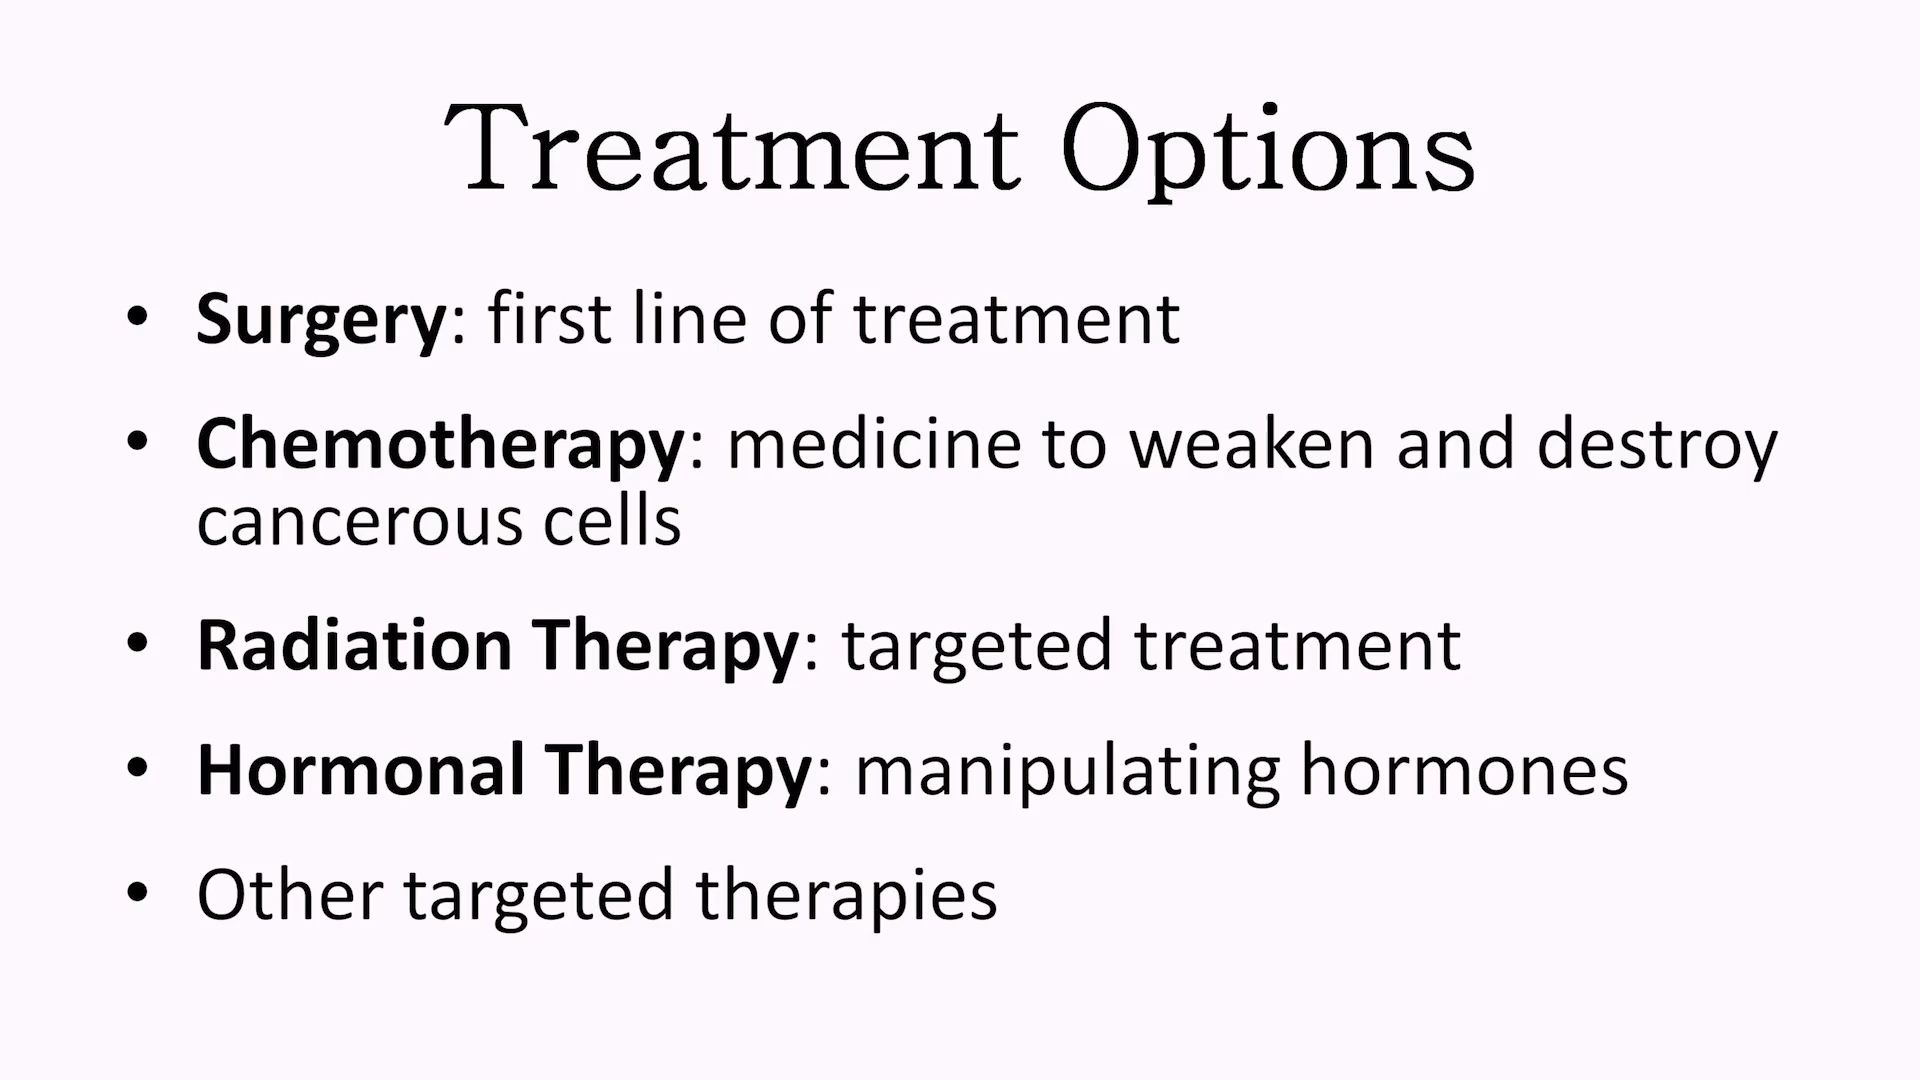 Treatment Options
• Surgery: first line of treatment
• Chemotherapy: medicine to weaken and destroy
cancerous cells
• Radiation Therapy: targeted treatment
• Hormonal Therapy: manipulating hormones
• Other targeted therapies